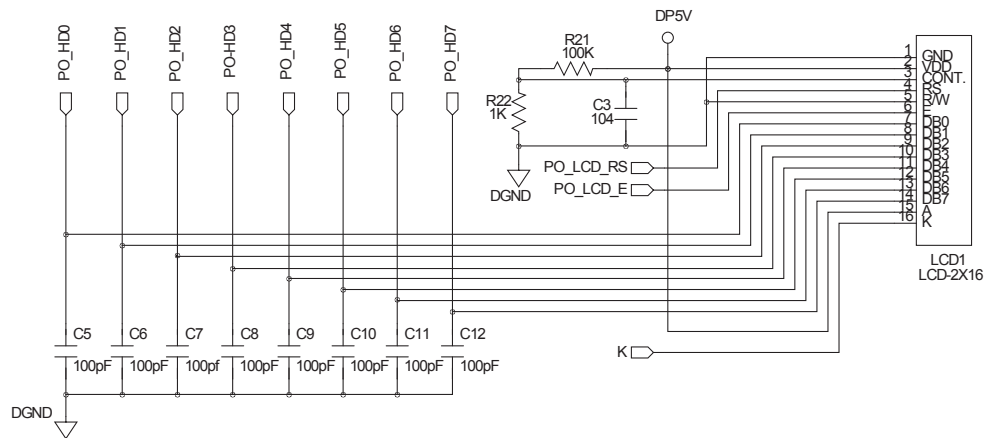 DP5V
PO_HD0
PO_HD1
PO_HD2
PO-HD3
PO_HD4
PO_HD5
PO_HD6
PO_HD7
R21
100K
R22
1K
C3
104
DGND
PO_LCD_RS
PO_LCD_E
1 GND
2 VDD
3 CONT.
4 RS
5 R/W
6 E
7 DB0
8 DB1
9 DB2
10 DB3
11 DB4
12 DB5
13 DB6
14 DB7
15 A
16 K
LCD1
LCD-2X16
C5
100pF
C6
100pF
C7
100pf
C8
100pF
C9
100pF
C10
100pF
C11
100pF
C12
100pF
K
DGND